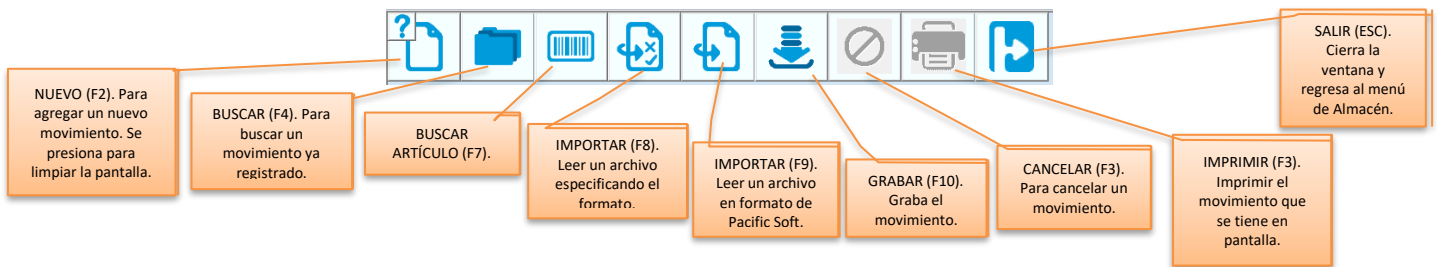 ?
NUEVO (F2). Para
agregar un nuevo
movimiento. Se
presiona para
limpiar la pantalla.
BUSCAR (F4). Para
buscar un
movimiento ya
registrado.
BUSCAR
ARTÍCULO (F7).
IMPORTAR (F8).
Leer un archivo
especificando el
formato.
IMPORTAR (F9).
Leer un archivo
en formato de
Pacific Soft.
GRABAR (F10).
Graba el
movimiento.
CANCELAR (F3).
Para cancelar un
movimiento.
IMPRIMIR (F3).
Imprimir el
movimiento que
se tiene en
pantalla.
SALIR (ESC).
Cierra la
ventana y
regresa al menú
de Almacén.